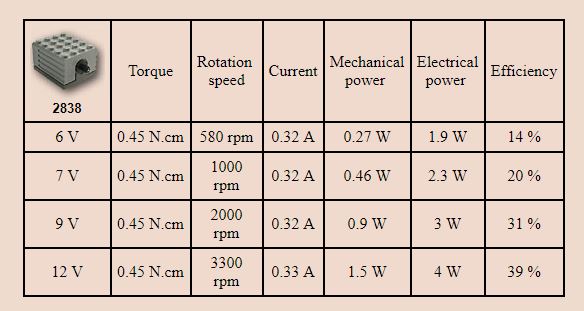 2838
Torque
Rotation
speed
Current
Mechanical
power
Electrical
power
Efficiency
6 V 0.45 N.cm 580 rpm 0.32 A 0.27 W 1.9 W 14 %
7 V 0.45 N.cm 1000
rpm 0.32 A 0.46 W 2.3 W 20 %
9 V 0.45 N.cm 2000
rpm 0.32 A 0.9 W 3 W 31 %
12 V 0.45 N.cm 3300
rpm 0.33 A 1.5 W 4 W 39 %